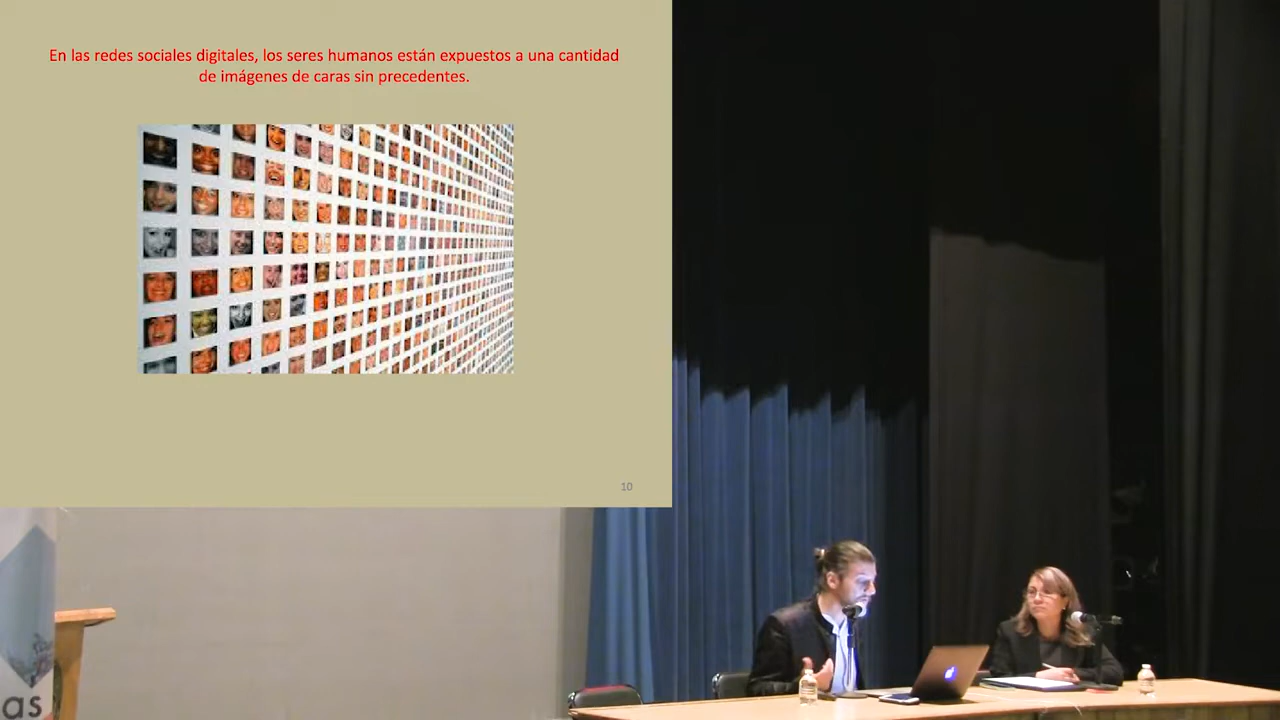 En las redes sociales digitales, los seres humanos están expuestos a una cantidad
de imágenes de caras sin precedentes.
10
as